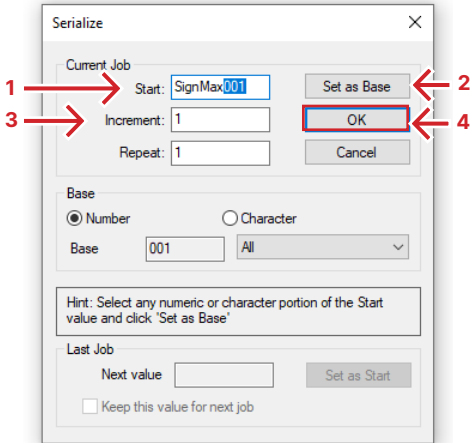 Serialize
Current Job
1 Start: SignMax001 Set as Base 2
3 Increment: 1 OK 4
Repeat: 1 Cancel
Base
Number Character
Base 001 All
Hint: Select any numeric or character portion of the Start
value and click 'Set as Base'
Last Job
Next value Set as Start
Keep this value for next job